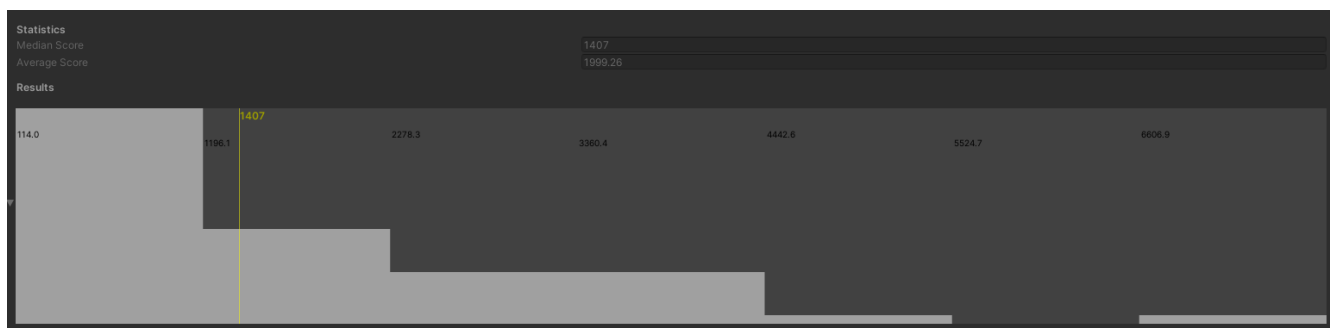 Statistics
Median Score 1407
Average Score 1999.26
Results
1407
114.0 2278.3 4442.6 6606.9
1196.1 3360.4 5524.7